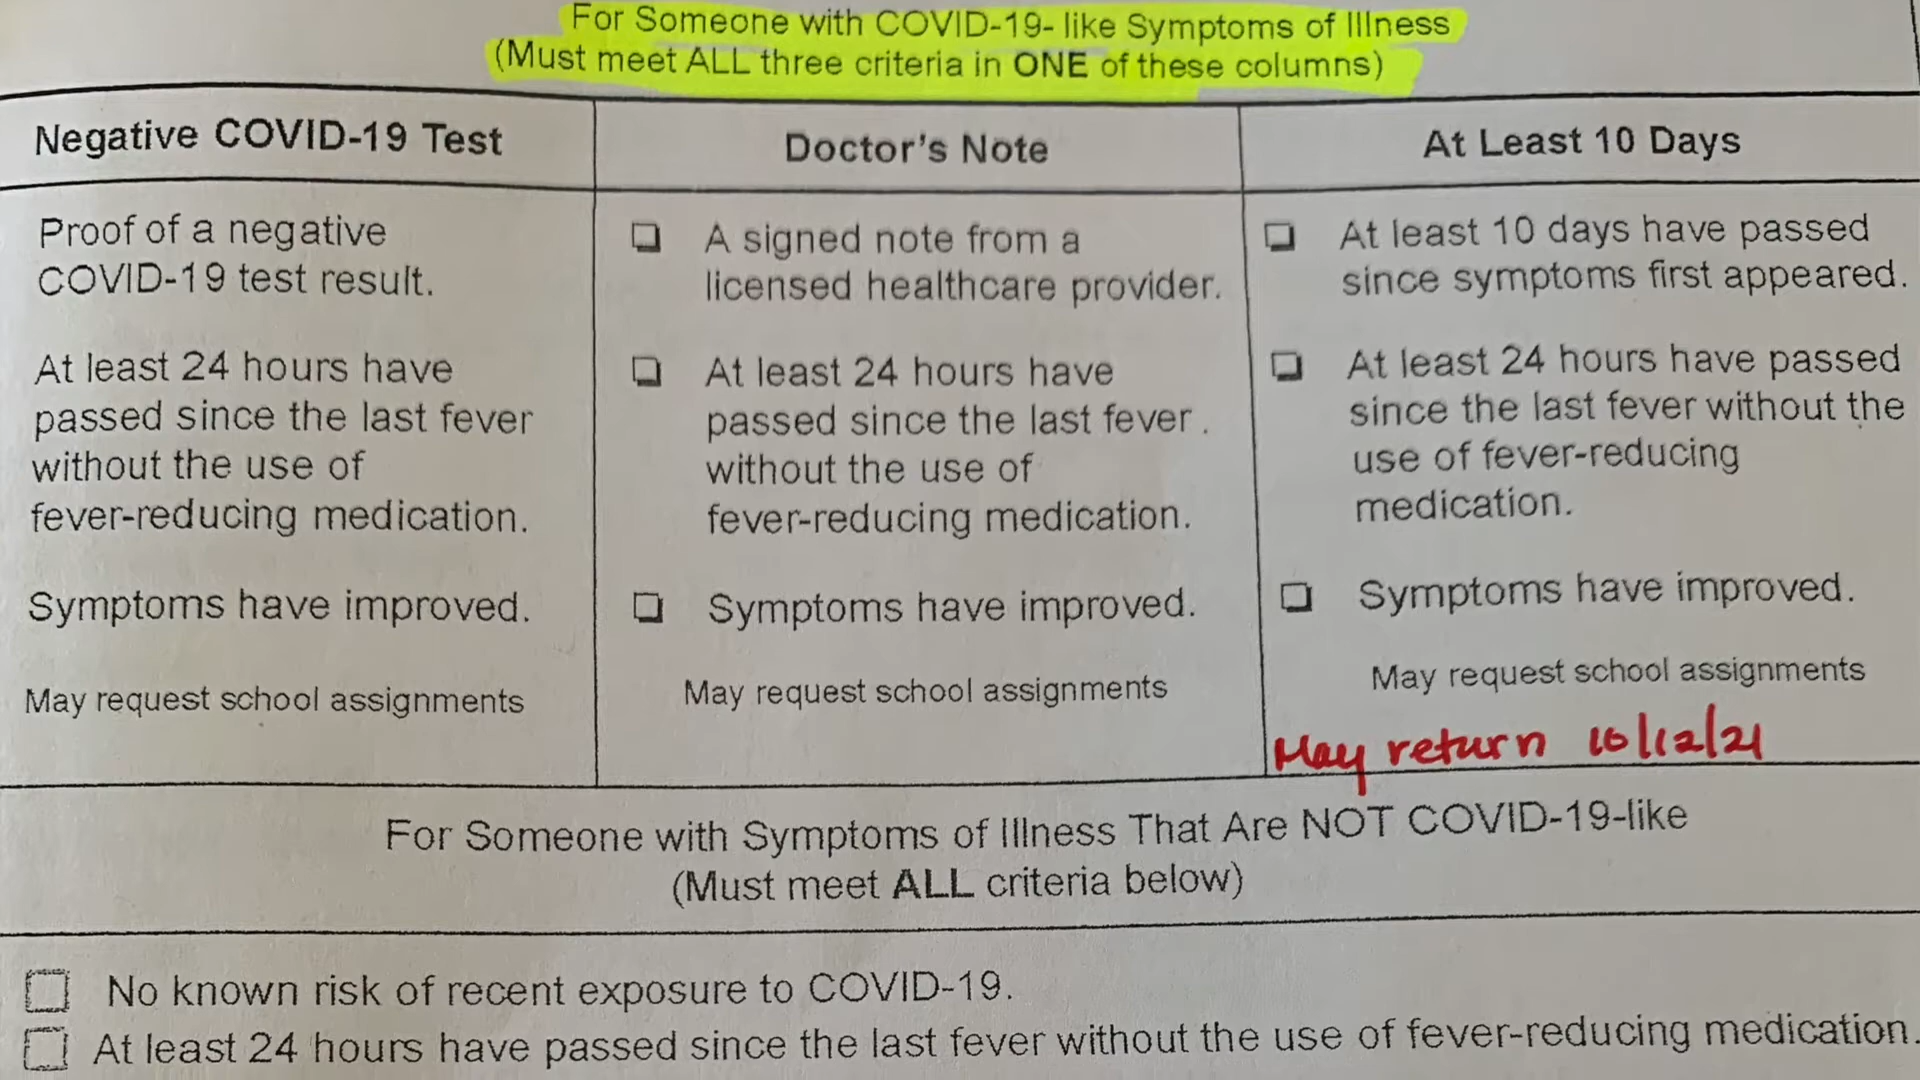 For Someone with COVID-19- like Symptoms of Illness
(Must meet ALL three criteria in ONE of these columns)
Negative COVID-19 Test
Proof of a negative
COVID-19 test result.
At least 24 hours have
passed since the last fever
without the use of
fever-reducing medication.
Symptoms have improved.
May request school assignments
Doctor's Note
A signed note from a
licensed healthcare provider.
At least 24 hours have
passed since the last fever
without the use of
fever-reducing medication.
Symptoms have improved.
May request school assignments
At Least 10 Days
At least 10 days have passed
since symptoms first appeared.
At least 24 hours have passed
since the last fever without the
use of fever-reducing
medication.
Symptoms have improved.
May request school assignments
May return 10/12/21
For Someone with Symptoms of Illness That Are NOT COVID-19-like
(Must meet ALL criteria below)
No known risk of recent exposure to COVID-19.
At least 24 hours have passed since the last fever without the use of fever-reducing medication.